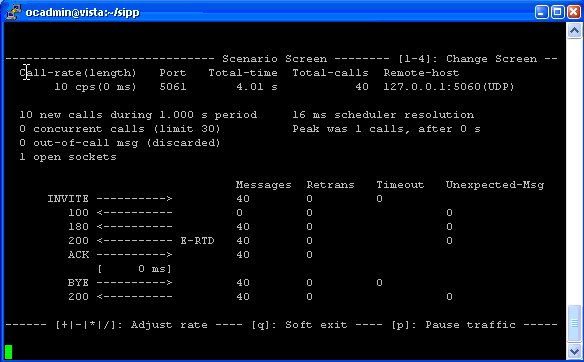 ocadmin@vista:~/sipp
------------------------------ Scenario Screen -------- [1-4]: Change Screen --
  Call-rate(length)   Port   Total-time  Total-calls  Remote-host
      10 cps(0 ms)   5061       4.01 s           40  127.0.0.1:5060(UDP)
  10 new calls during 1.000 s period     16 ms scheduler resolution
  0 concurrent calls (limit 30)          Peak was 1 calls, after 0 s
  0 out-of-call msg (discarded)
  1 open sockets
                                 Messages  Retrans   Timeout   Unexpected-Msg
      INVITE ---------->         40        0         0
         100 <----------         0         0                   0
         180 <----------         40        0                   0
         200 <---------- E-RTD   40        0                   0
         ACK ---------->         40        0
             [    0 ms]
         BYE ---------->         40        0         0
         200 <----------         40        0                   0
------ [+|-|*|/]: Adjust rate ---- [q]: Soft exit ---- [p]: Pause traffic -----